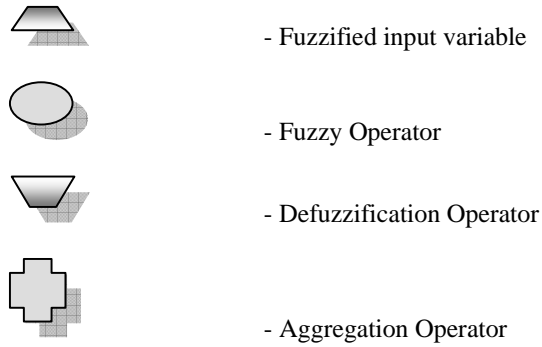 - Fuzzified input variable
- Fuzzy Operator
- Defuzzification Operator
- Aggregation Operator